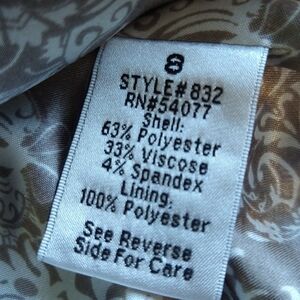 8
STYLE#832
RN#54077
Shell:
63% Polyester
33% Viscose
4% Spandex
Lining:
100% Polyester
See Reverse
Side For Care